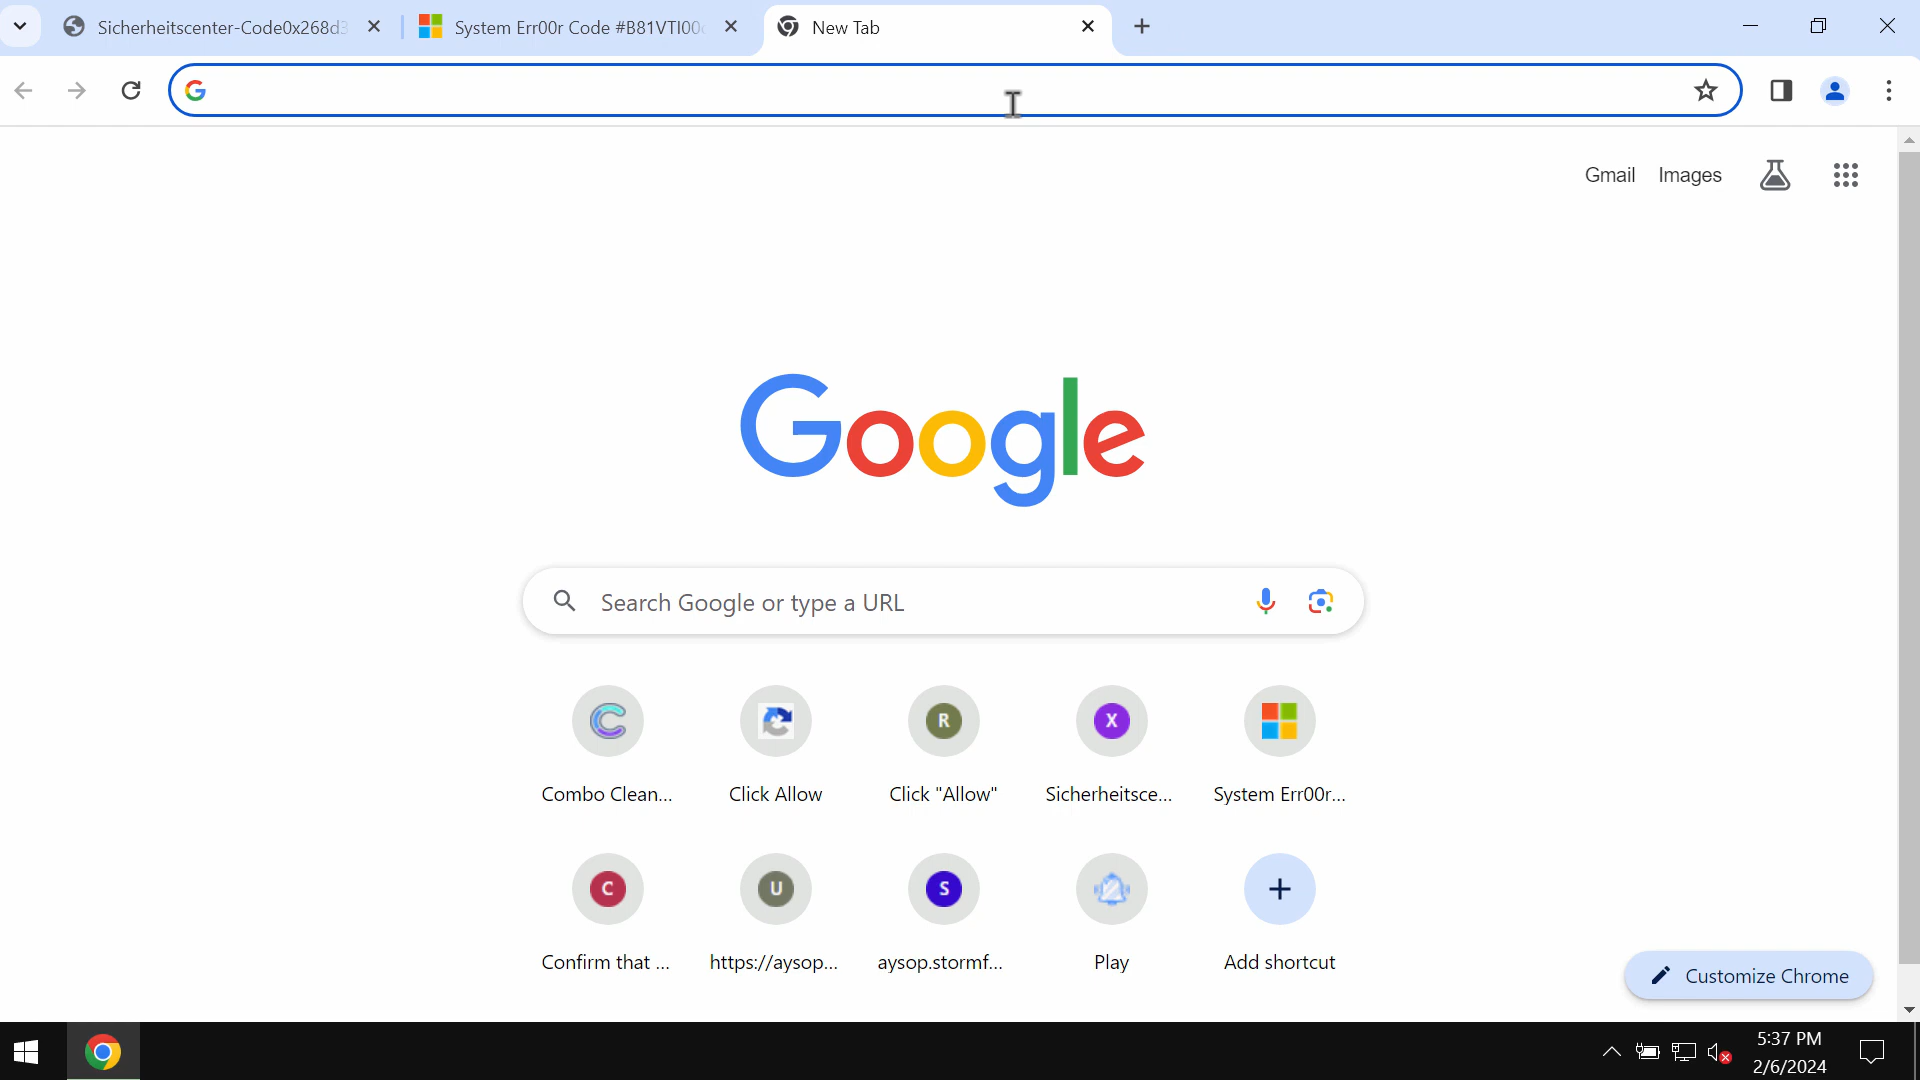 Sicherheitscenter-Code0x268d3
System Err00r Code #B81VTI00
New Tab
Gmail
Images
Google
Search Google or type a URL
Combo Clean...
Click Allow
Click "Allow"
Sicherheitsce...
System Err00r...
Confirm that ...
https://aysop...
aysop.stormf...
Play
Add shortcut
Customize Chrome
5:37 PM
2/6/2024